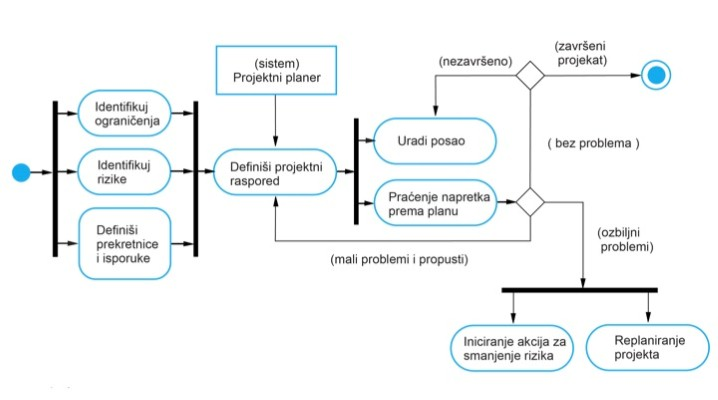 Identifikuj
ograničenja
Identifikuj
rizike
Definiši
prekretnice
i isporuke
(sistem)
Projektni planer
Definiši projektni
raspored
(nezavršeno)
(završeni
projekat)
Uradi posao
( bez problema )
Praćenje napretka
prema planu
(mali problemi i propusti)
(ozbiljni
problemi)
Iniciranje akcija za
smanjenje rizika
Replaniranje
projekta